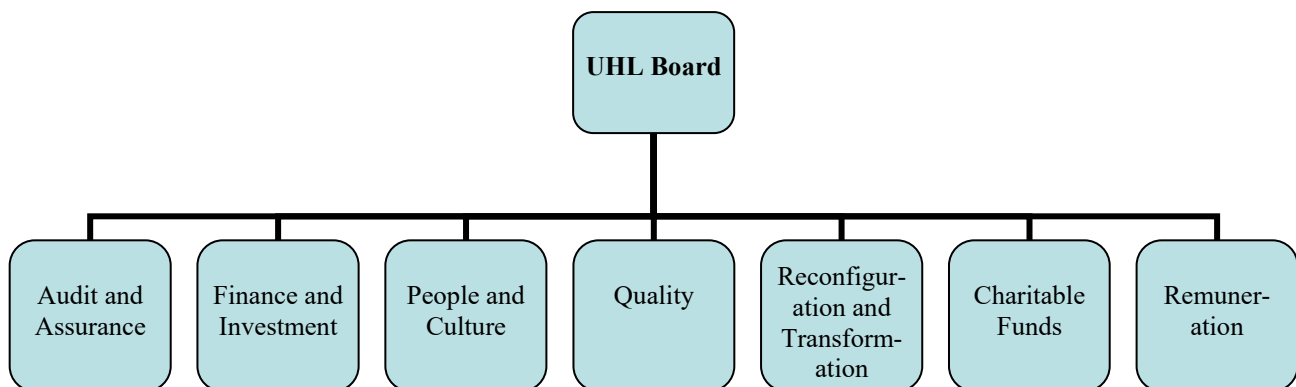 UHL Board
Audit and
Assurance
Finance and
Investment
People and
Culture
Quality
Reconfigur-
ation and
Transform-
ation
Charitable
Funds
Remuner-
ation